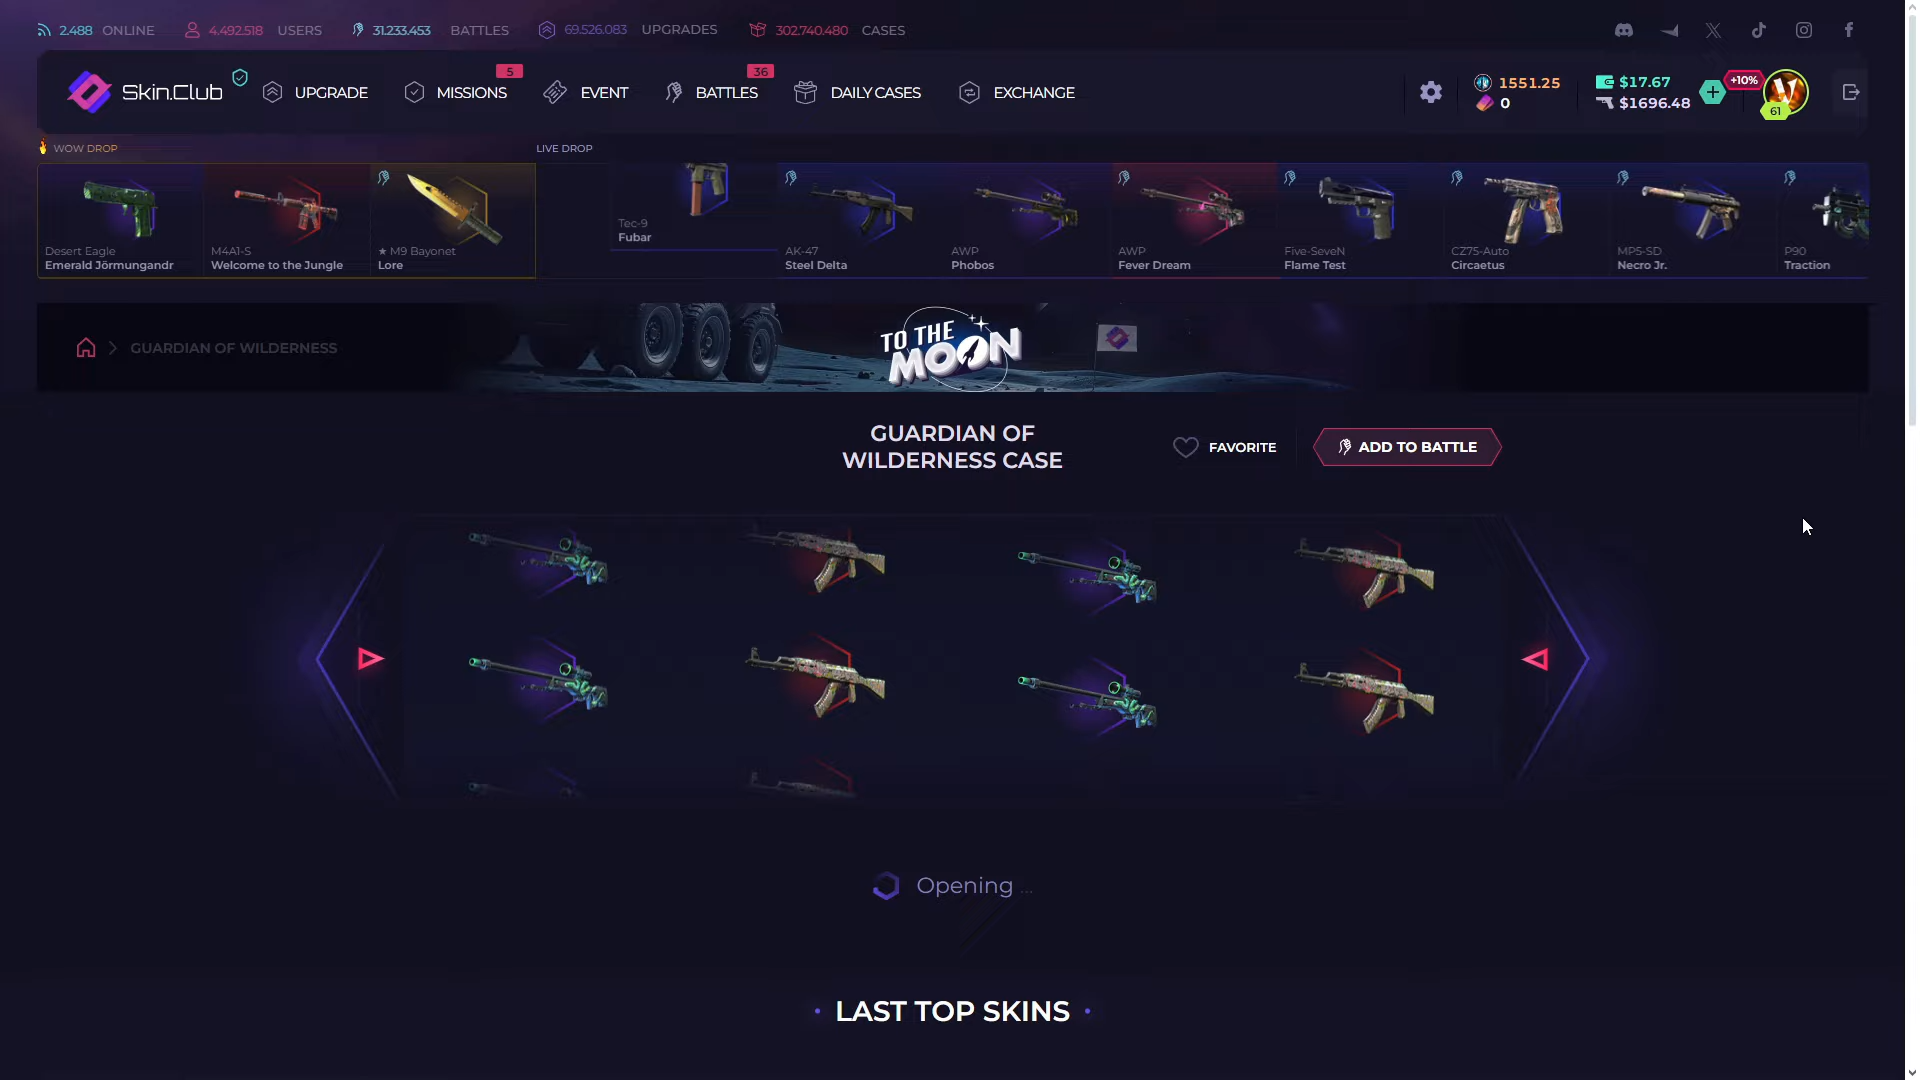 2.488 ONLINE 4.492.518 USERS 31.233.453 BATTLES 69.526.083 UPGRADES 302.740.480 CASES
Skin.Club UPGRADE MISSIONS 5 EVENT BATTLES 36 DAILY CASES EXCHANGE 1551.25 $17.67 +10%
0 $1696.48 61
WOW DROP LIVE DROP
Desert Eagle
Emerald Jörmungandr
M4A1-S
Welcome to the Jungle
★ M9 Bayonet
Lore
Tec-9
Fubar
AK-47
Steel Delta
AWP
Phobos
AWP
Fever Dream
Five-SeveN
Flame Test
CZ75-Auto
Circaetus
MP5-SD
Necro Jr.
P90
Traction
GUARDIAN OF WILDERNESS
TO THE
MOON
GUARDIAN OF
WILDERNESS CASE
FAVORITE
ADD TO BATTLE
Opening ...
• LAST TOP SKINS •